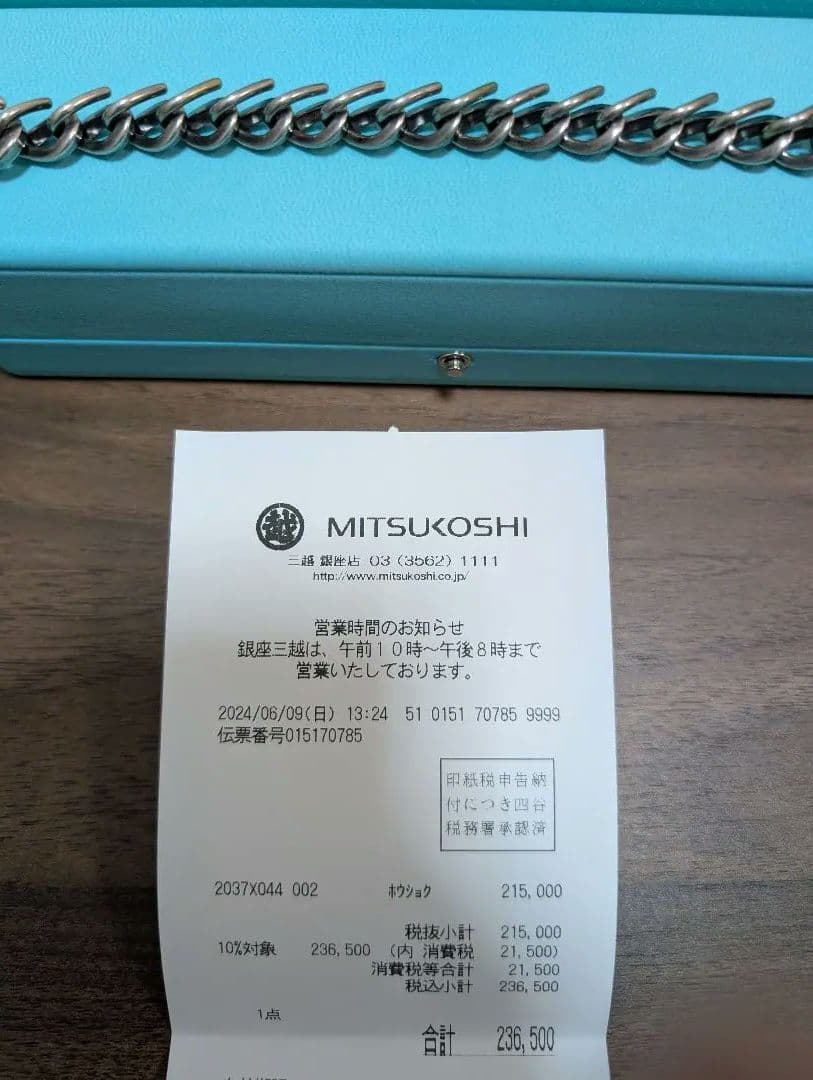 越 MITSUKOSHI
三越 銀座店 03（3562）1111
http://www.mitsukoshi.co.jp/
営業時間のお知らせ
銀座三越は、午前１０時～午後８時まで
営業いたしております。
2024/06/09(日) 13:24 51 0151 70785 9999
伝票番号015170785
印紙税申告納
付につき四谷
税務署承認済
2037X044 002 ﾎｳｼｮｸ 215,000
税抜小計 215,000
10%対象 236,500 (内 消費税 21,500)
消費税等合計 21,500
税込小計 236,500
1点
合計 236,500